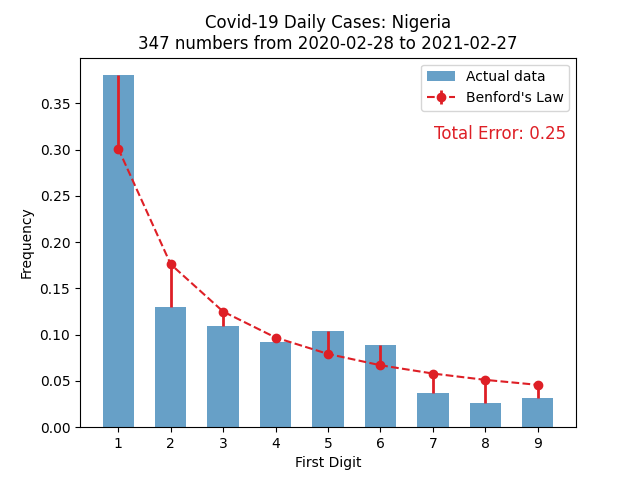 Covid-19 Daily Cases: Nigeria
347 numbers from 2020-02-28 to 2021-02-27
Actual data
Benford's Law
Total Error: 0.25
Frequency
0.35
0.30
0.25
0.20
0.15
0.10
0.05
0.00
1 2 3 4 5 6 7 8 9
First Digit